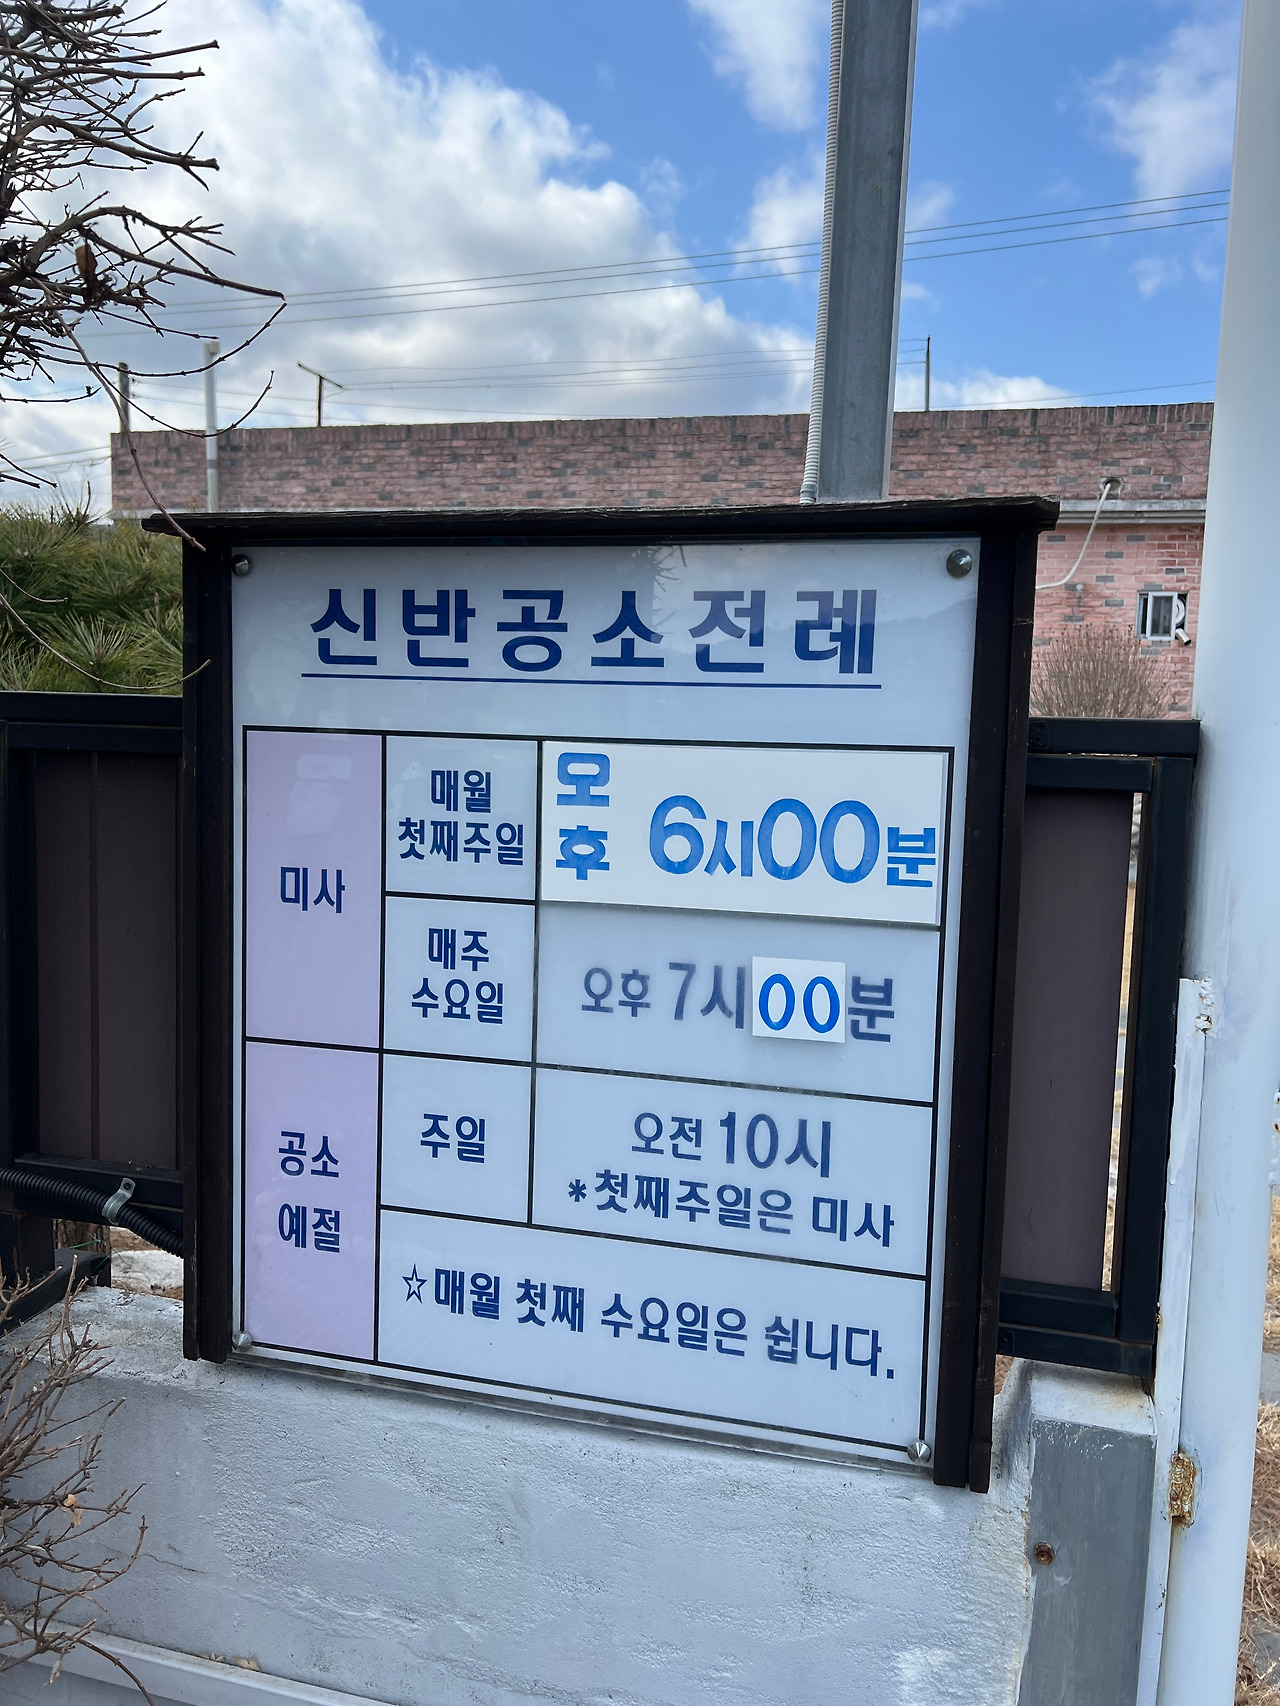 신반공소전례
미사
매월
첫째주일
오후 6시00분
매주
수요일
오후 7시00분
공소
예절
주일
오전 10시
*첫째주일은 미사
☆매월 첫째 수요일은 쉽니다.